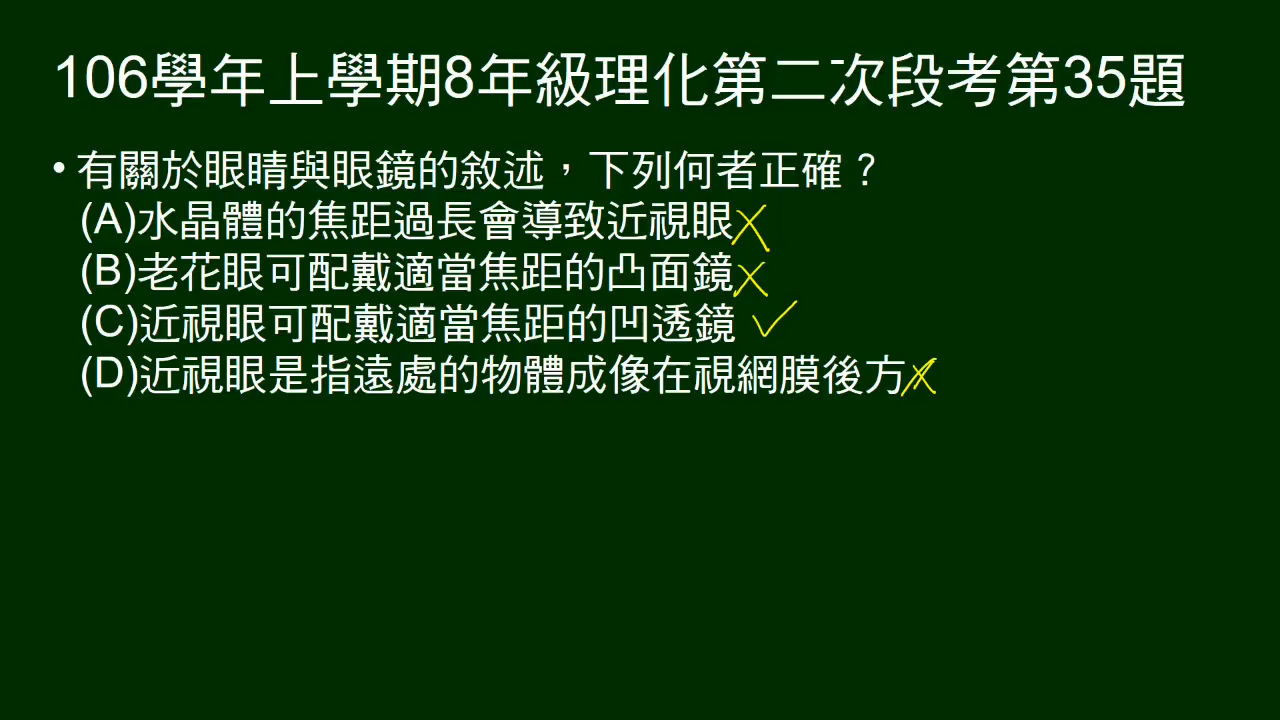 106學年上學期8年級理化第二次段考第35題
•有關於眼睛與眼鏡的敘述，下列何者正確？
(A)水晶體的焦距過長會導致近視眼
(B)老花眼可配戴適當焦距的凸面鏡
(C)近視眼可配戴適當焦距的凹透鏡
(D)近視眼是指遠處的物體成像在視網膜後方